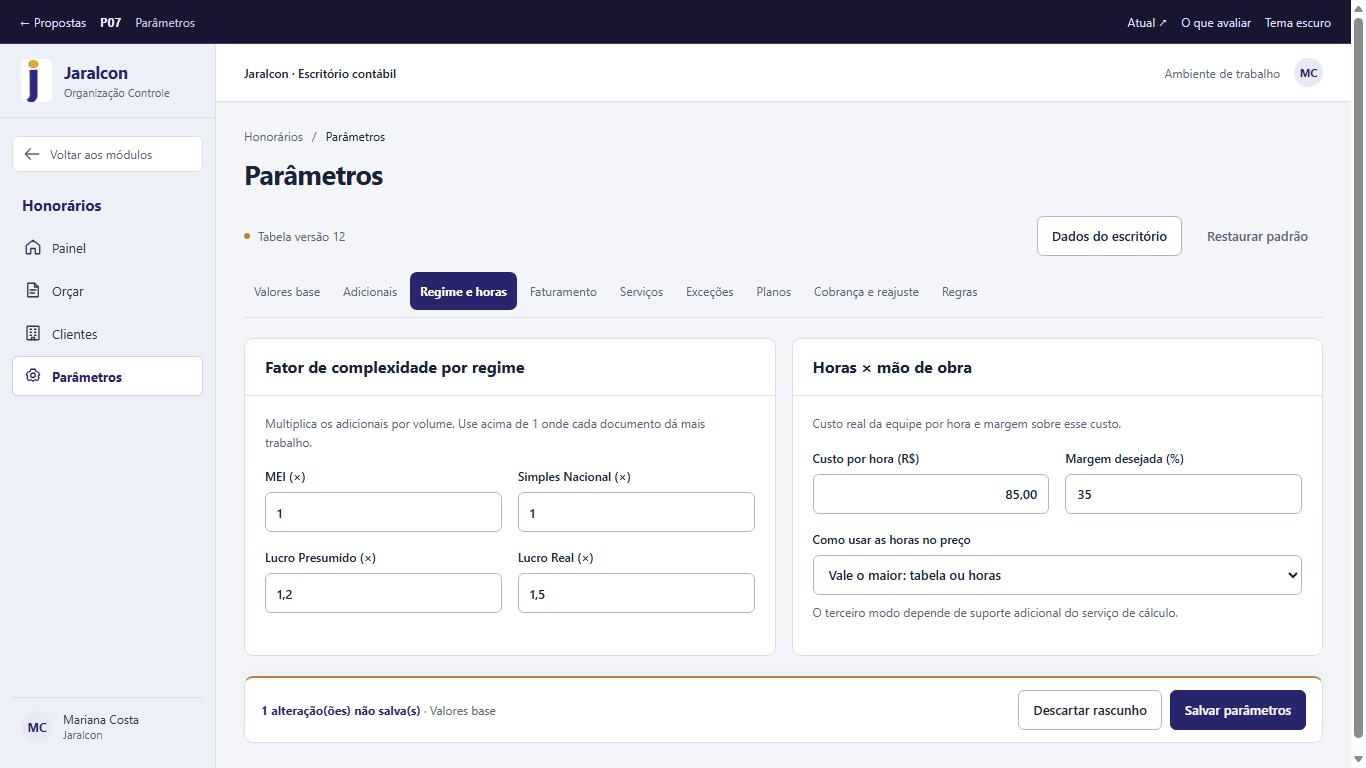 ← Propostas P07 Parâmetros Atual ↗ O que avaliar Tema escuro
j Jaralcon
Organização Controle
Jaralcon · Escritório contábil Ambiente de trabalho MC
← Voltar aos módulos
Honorários
Painel
Orçar
Clientes
Parâmetros
MC Mariana Costa
Jaralcon
Honorários / Parâmetros
Parâmetros
Tabela versão 12 Dados do escritório Restaurar padrão
Valores base Adicionais Regime e horas Faturamento Serviços Exceções Planos Cobrança e reajuste Regras
Fator de complexidade por regime
Multiplica os adicionais por volume. Use acima de 1 onde cada documento dá mais
trabalho.
MEI (×) Simples Nacional (×)
1 1
Lucro Presumido (×) Lucro Real (×)
1,2 1,5
Horas × mão de obra
Custo real da equipe por hora e margem sobre esse custo.
Custo por hora (R$) Margem desejada (%)
85,00 35
Como usar as horas no preço
Vale o maior: tabela ou horas
O terceiro modo depende de suporte adicional do serviço de cálculo.
1 alteração(ões) não salva(s) · Valores base Descartar rascunho Salvar parâmetros